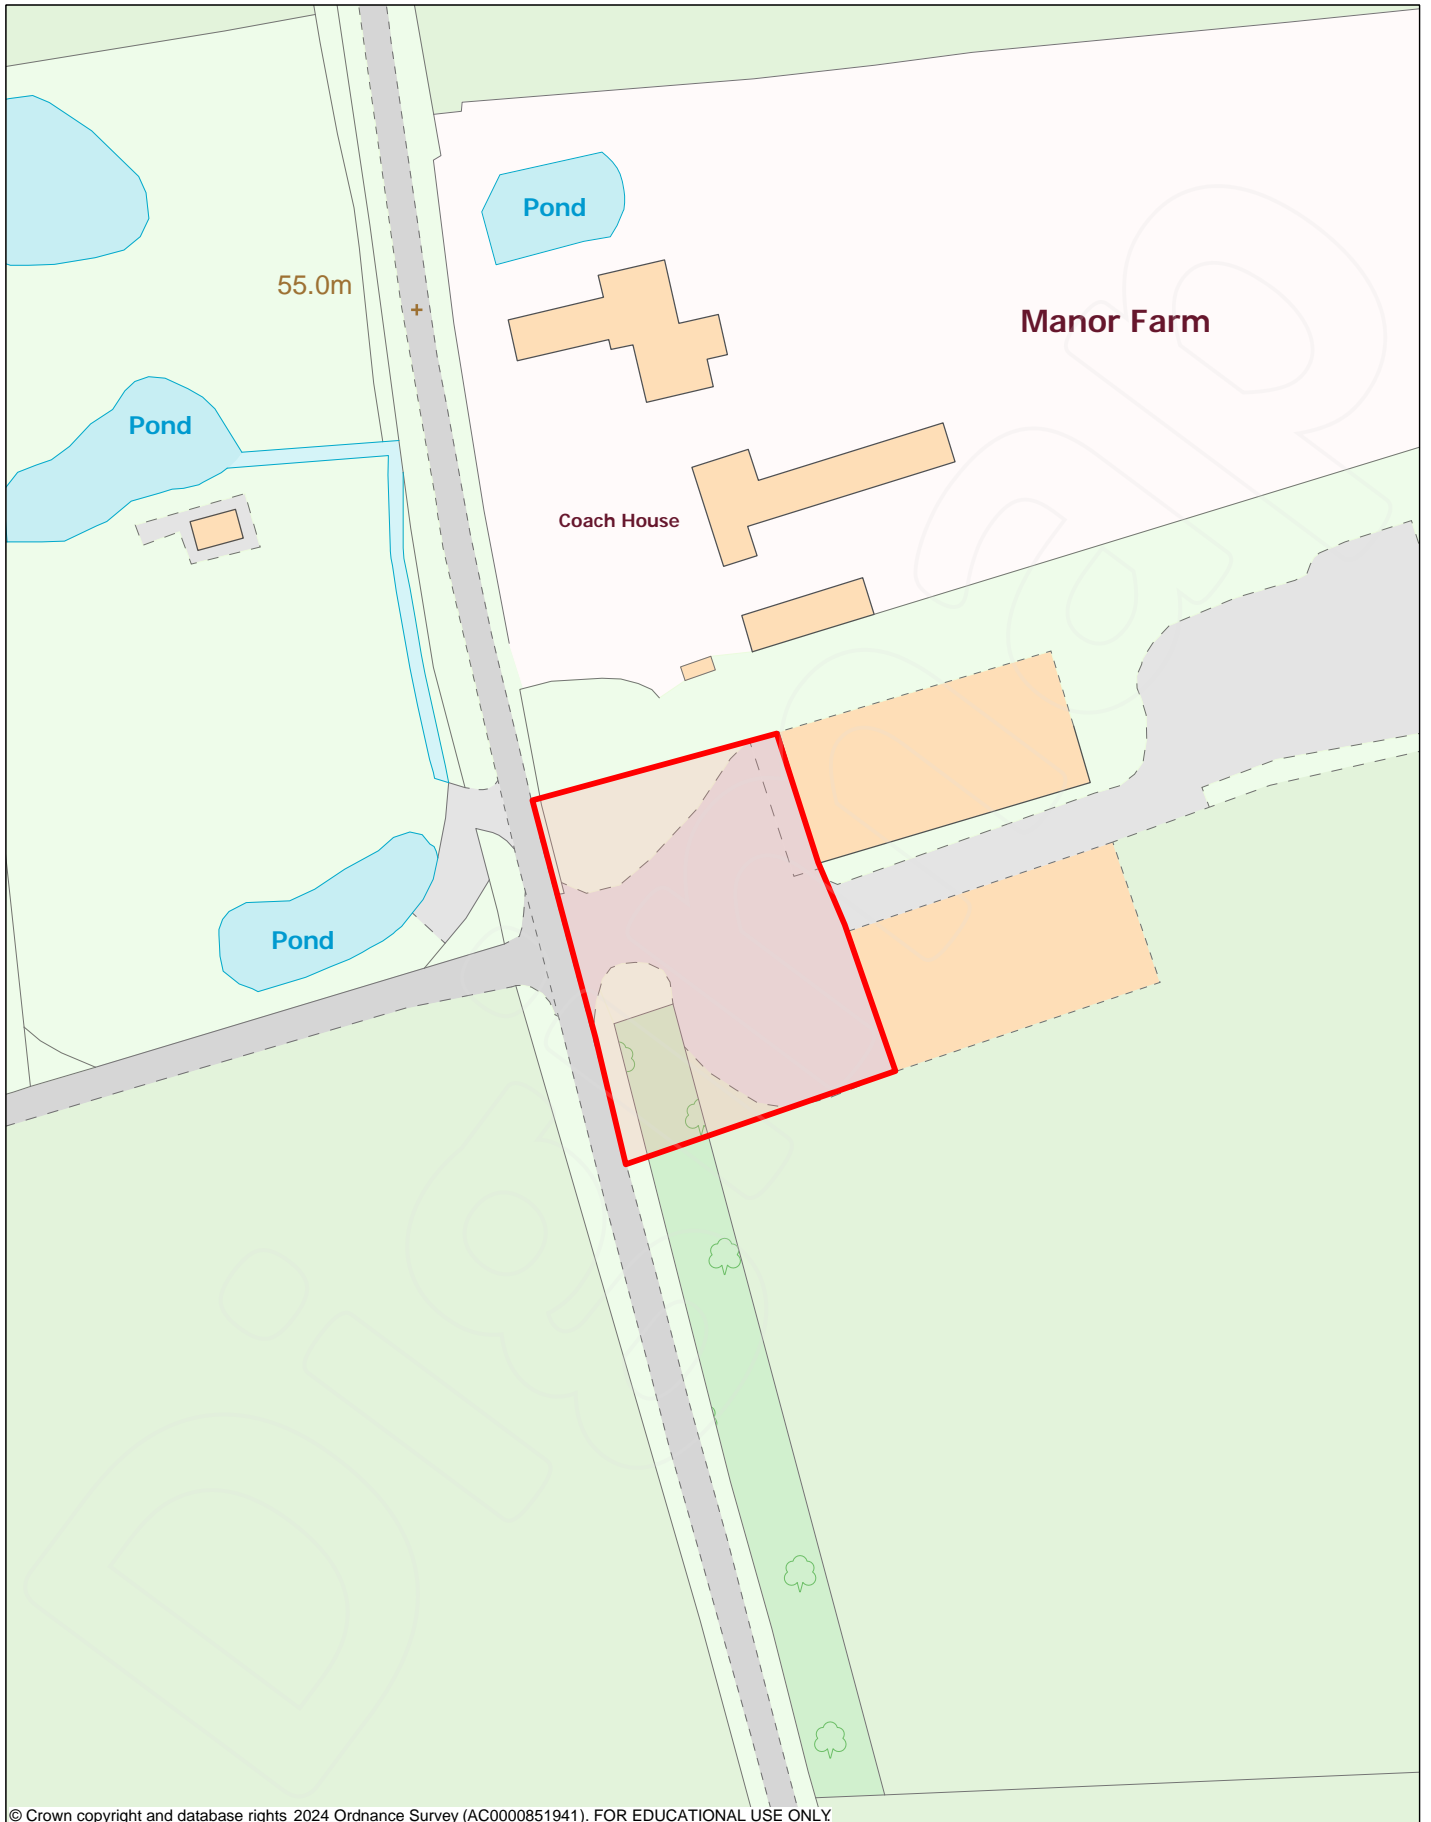 Pond
55.0m
Manor Farm
Pond
Coach House
Pond
© Crown copyright and database rights 2024 Ordnance Survey (AC0000851941). FOR EDUCATIONAL USE ONLY.